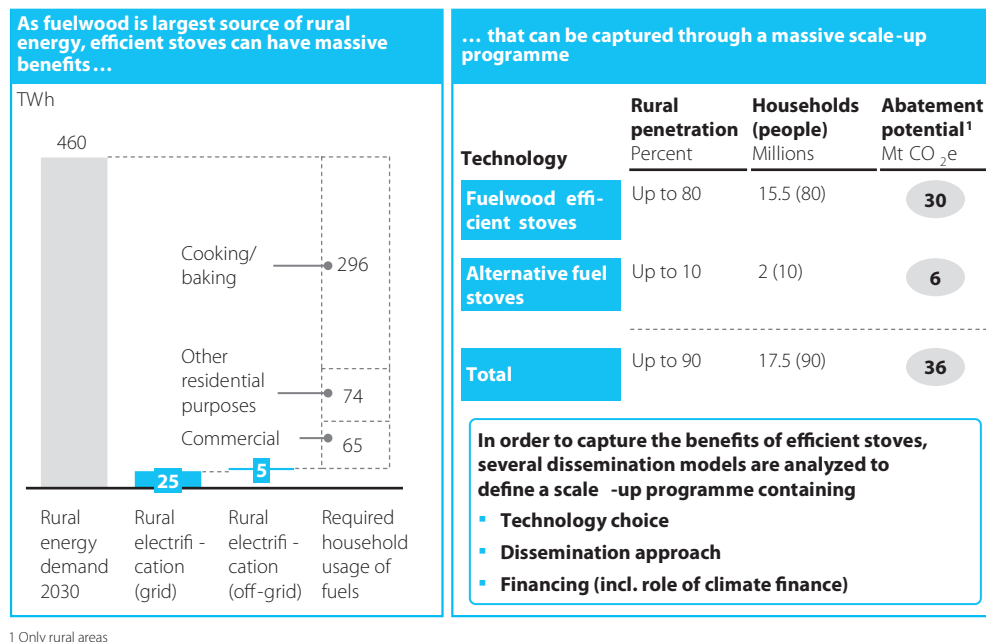 As fuelwood is largest source of rural
energy, efficient stoves can have massive
benefits...
TWh
460
Cooking/
baking
296
Other
residential
purposes
74
Commercial
65
25
5
Rural
energy
demand
2030
Rural
electrifi -
cation
(grid)
Rural
electrifi -
cation
(off-grid)
Required
household
usage of
fuels
... that can be captured through a massive scale-up
programme
Technology
Rural
penetration
Percent
Households
(people)
Millions
Abatement
potential¹
Mt CO ₂e
Fuelwood effi-
cient stoves
Up to 80
15.5 (80)
30
Alternative fuel
stoves
Up to 10
2 (10)
6
Total
Up to 90
17.5 (90)
36
In order to capture the benefits of efficient stoves,
several dissemination models are analyzed to
define a scale -up programme containing
▪ Technology choice
▪ Dissemination approach
▪ Financing (incl. role of climate finance)
1 Only rural areas